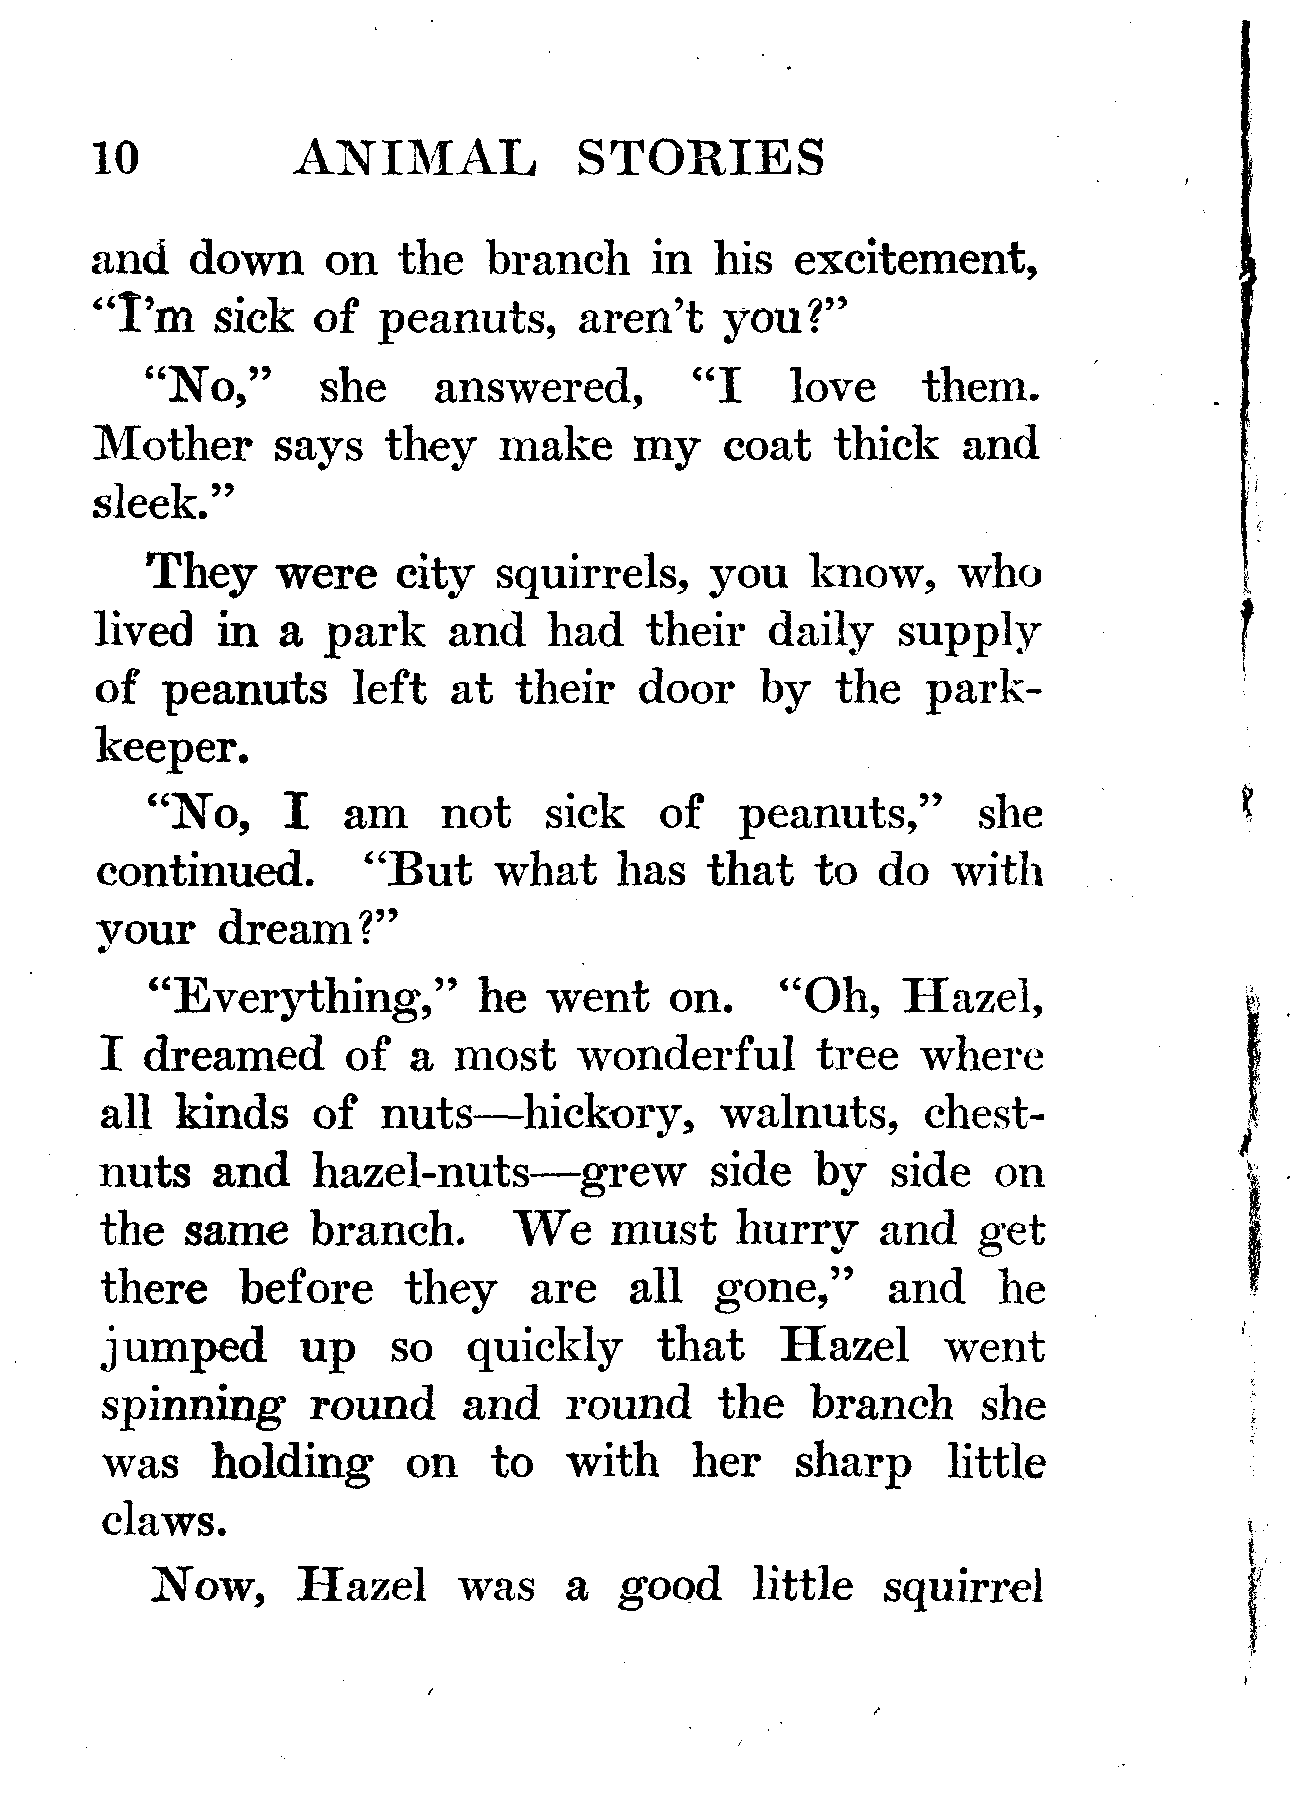 10 ANIMAL STORIES
and down on the branch in his excitement,
“I’m sick of peanuts, aren’t you?”
“No,” she answered, “I love them.
Mother says they make my coat thick and
sleek.”
They were city squirrels, you know, who
lived in a park and had their daily supply
of peanuts left at their door by the park-
keeper.
“No, I am not sick of peanuts,” she
continued. “But what has that to do with
your dream?”
“Everything,” he went on. “Oh, Hazel,
I dreamed of a most wonderful tree where
all kinds of nuts—hickory, walnuts, chest-
nuts and hazel-nuts—grew side by side on
the same branch. We must hurry and get
there before they are all gone,” and he
jumped up so quickly that Hazel went
spinning round and round the branch she
was holding on to with her sharp little
claws.
Now, Hazel was a good little squirrel